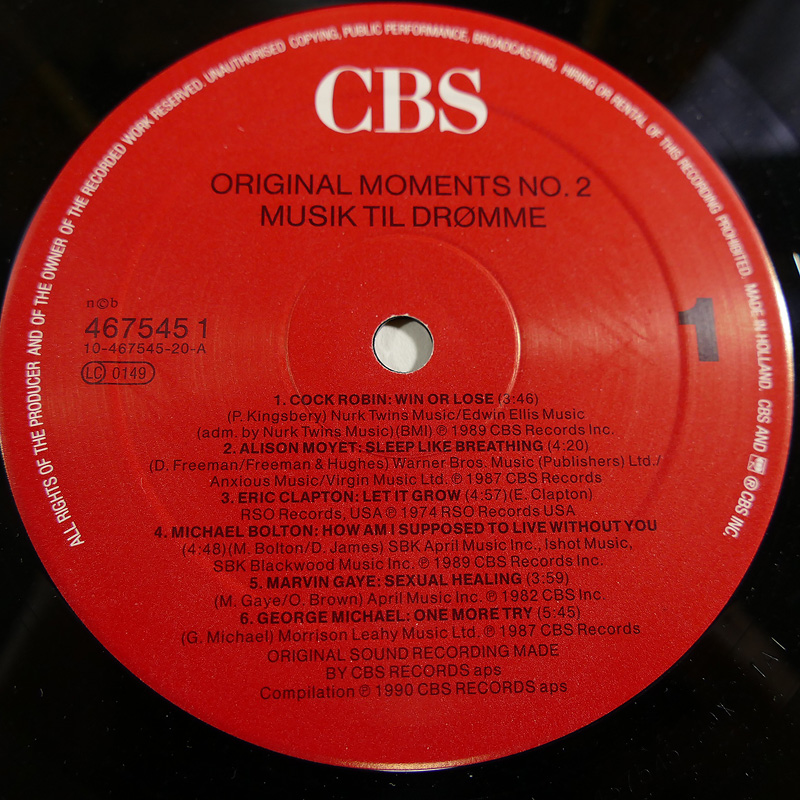 ALL RIGHTS OF THE PRODUCER AND OF THE OWNER OF THE RECORDED WORK RESERVED. UNAUTHORISED COPYING, PUBLIC PERFORMANCE, BROADCASTING, HIRING OR RENTAL OF THIS RECORDING PROHIBITED. MADE IN HOLLAND. CBS AND ® CBS INC.
CBS
ORIGINAL MOMENTS NO. 2
MUSIK TIL DRØMME
n©b
467545 1
10-467545-20-A
LC 0149
1
1. COCK ROBIN: WIN OR LOSE (3:46)
(P. Kingsbery) Nurk Twins Music/Edwin Ellis Music
(adm. by Nurk Twins Music)(BMI) ℗ 1989 CBS Records Inc.
2. ALISON MOYET: SLEEP LIKE BREATHING (4:20)
(D. Freeman/Freeman & Hughes) Warner Bros. Music (Publishers) Ltd./
Anxious Music/Virgin Music Ltd. ℗ 1987 CBS Records
3. ERIC CLAPTON: LET IT GROW (4:57)(E. Clapton)
RSO Records, USA ℗ 1974 RSO Records USA
4. MICHAEL BOLTON: HOW AM I SUPPOSED TO LIVE WITHOUT YOU
(4:48)(M. Bolton/D. James) SBK April Music Inc., Ishot Music,
SBK Blackwood Music Inc. ℗ 1989 CBS Records Inc.
5. MARVIN GAYE: SEXUAL HEALING (3:59)
(M. Gaye/O. Brown) April Music Inc. ℗ 1982 CBS Inc.
6. GEORGE MICHAEL: ONE MORE TRY (5:45)
(G. Michael) Morrison Leahy Music Ltd. ℗ 1987 CBS Records
ORIGINAL SOUND RECORDING MADE
BY CBS RECORDS aps
Compilation ℗ 1990 CBS RECORDS aps